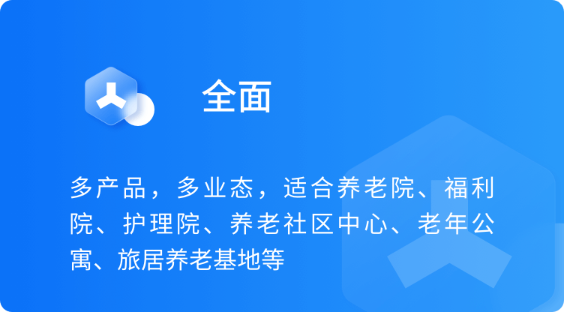 全面
多产品，多业态，适合养老院、福利
院、护理院、养老社区中心、老年公
寓、旅居养老基地等